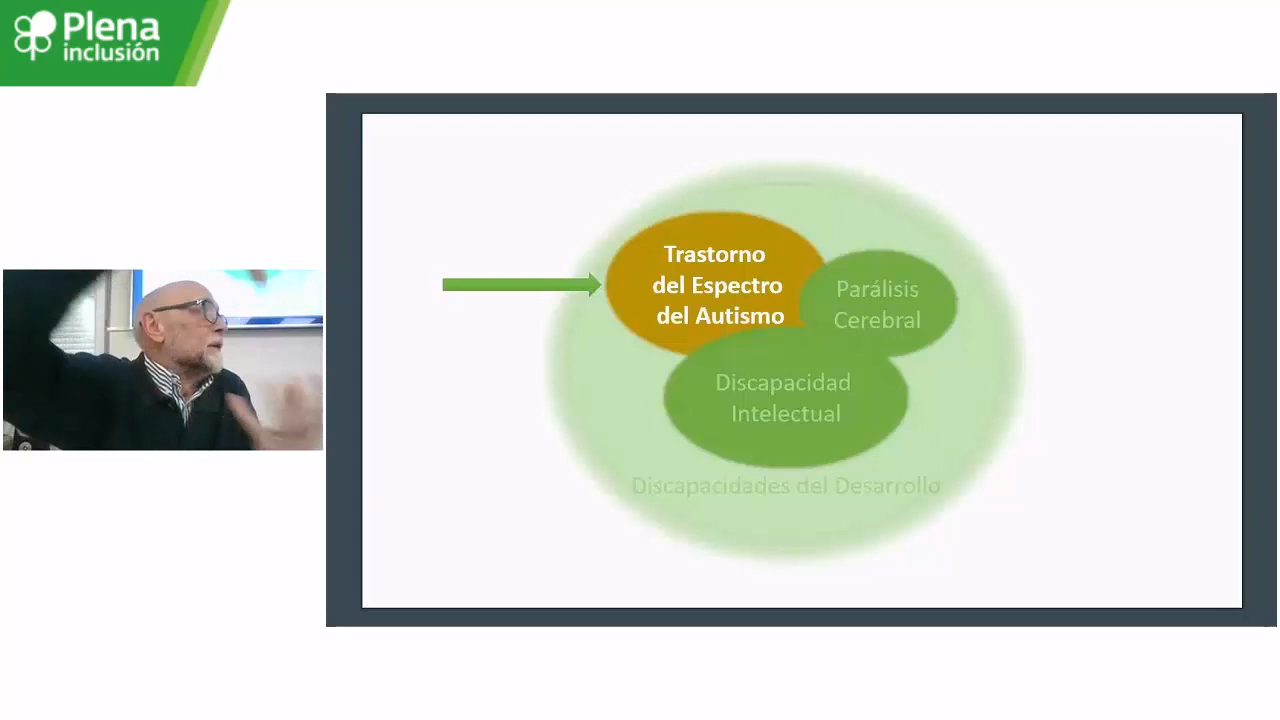 Plena
inclusión
Trastorno
del Espectro
del Autismo
Parálisis
Cerebral
Discapacidad
Intelectual
Discapacidades del Desarrollo